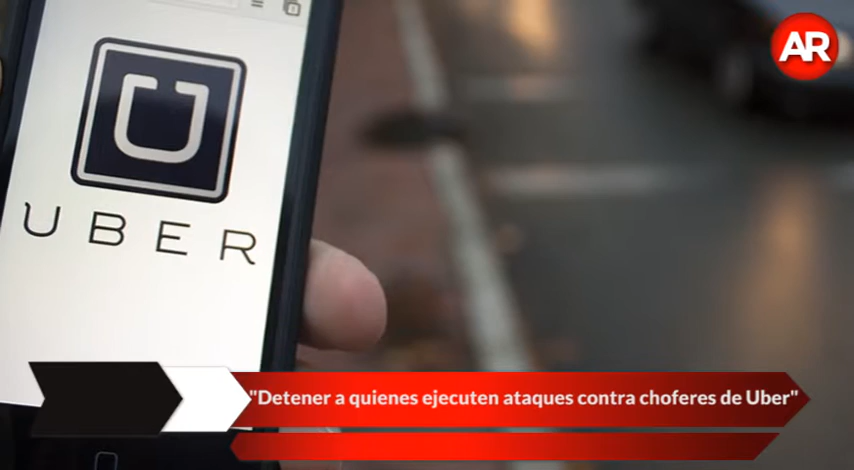 AR
UBER
"Detener a quienes ejecuten ataques contra choferes de Uber"